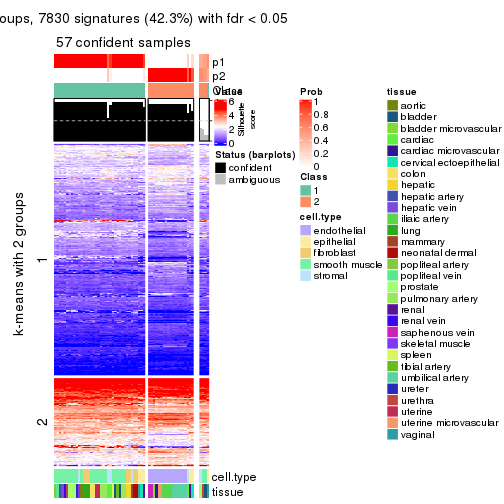 oups, 7830 signatures (42.3%) with fdr < 0.05
57 confident samples
p1
p2
Class
Value
6
4
2
0
Silhouette
score
1
0.5
0
Status (barplots)
confident
ambiguous
Prob
1
0.8
0.6
0.4
0.2
0
Class
1
2
cell.type
endothelial
epithelial
fibroblast
smooth muscle
stromal
tissue
aortic
bladder
bladder microvascular
cardiac
cardiac microvascular
cervical ectoepithelial
colon
hepatic
hepatic artery
hepatic vein
iliaic artery
lung
mammary
neonatal dermal
popliteal artery
popliteal vein
prostate
pulmonary artery
renal
renal vein
saphenous vein
skeletal muscle
spleen
tibial artery
umbilical artery
ureter
urethra
uterine
uterine microvascular
vaginal
k-means with 2 groups
1
2
cell.type
tissue